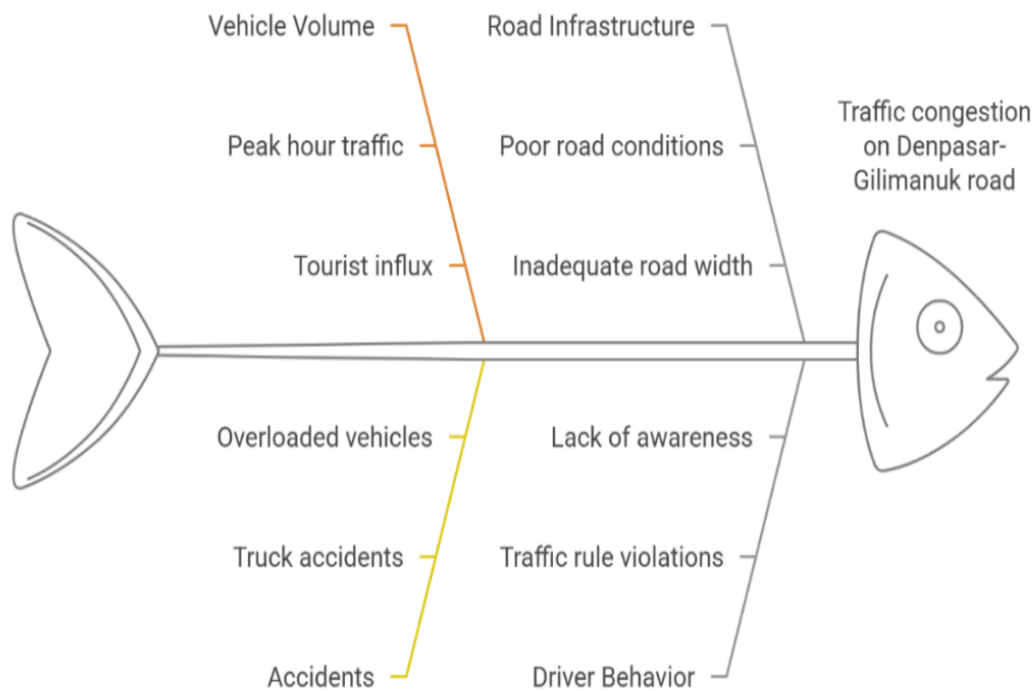 Vehicle Volume
Peak hour traffic
Tourist influx
Road Infrastructure
Poor road conditions
Inadequate road width
Traffic congestion
on Denpasar-
Gilimanuk road
Overloaded vehicles
Truck accidents
Accidents
Lack of awareness
Traffic rule violations
Driver Behavior